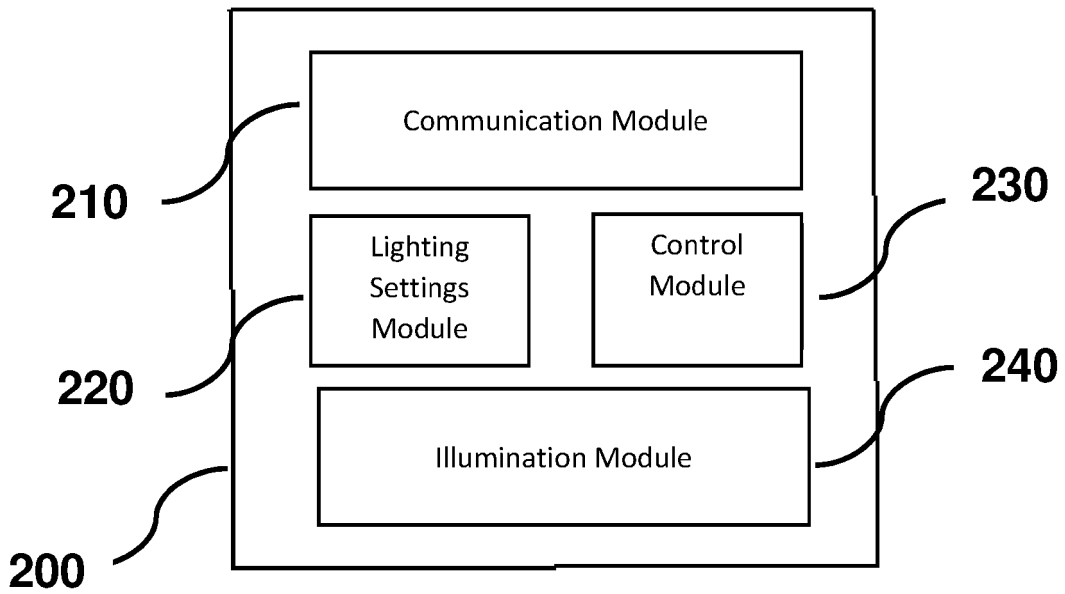 Communication Module
210
230
Lighting
Settings
Module
Control
Module
220
240
Illumination Module
200